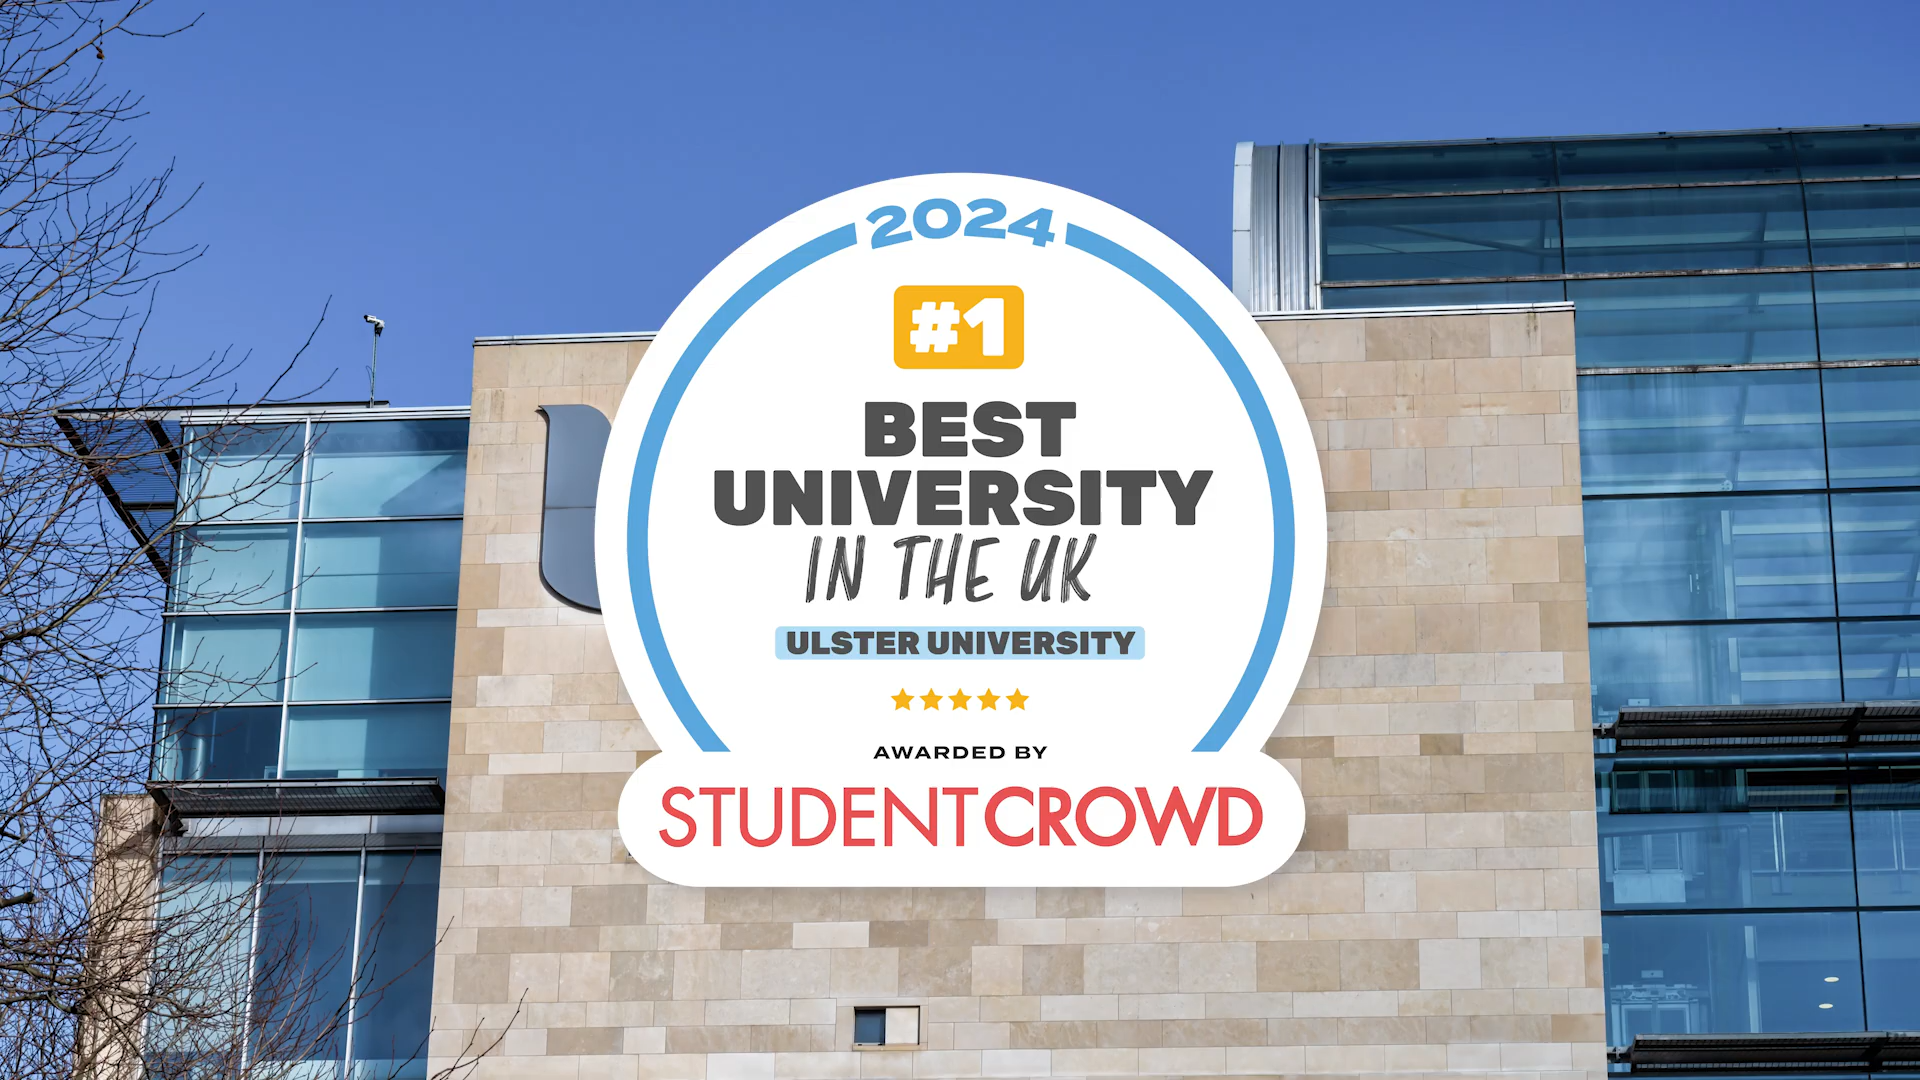 2024
#1
BEST
UNIVERSITY
IN THE UK
ULSTER UNIVERSITY
AWARDED BY
STUDENTCROWD